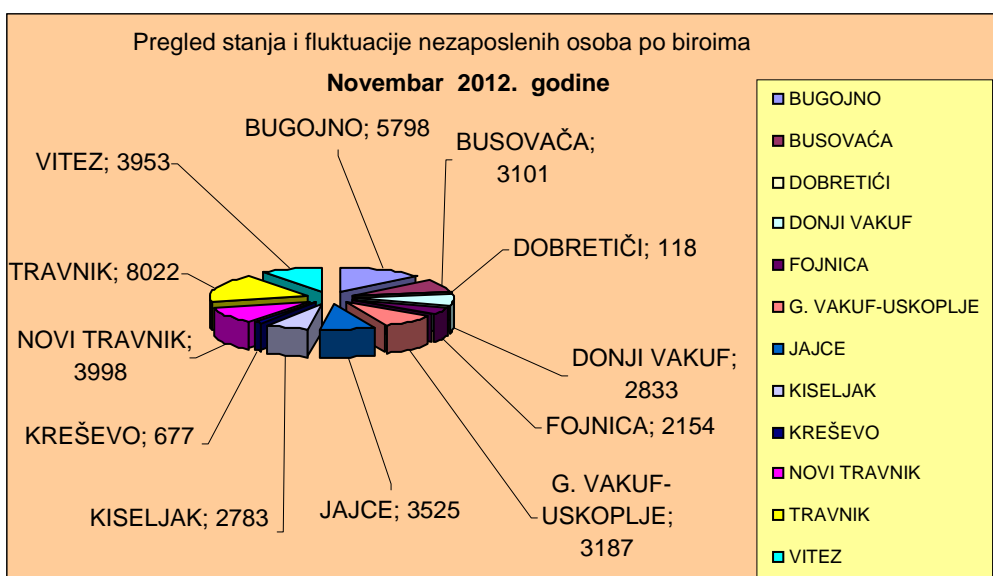 Pregled stanja i fluktuacije nezaposlenih osoba po biroima
Novembar 2012. godine
BUGOJNO; 5798
BUSOVAČA;
3101
DOBRETIČI; 118
DONJI VAKUF;
2833
FOJNICA; 2154
G. VAKUF-
USKOPLJE;
3187
JAJCE; 3525
KISELJAK; 2783
KREŠEVO; 677
NOVI TRAVNIK;
3998
TRAVNIK; 8022
VITEZ; 3953
BUGOJNO
BUSOVAĆA
DOBRETIĆI
DONJI VAKUF
FOJNICA
G. VAKUF-USKOPLJE
JAJCE
KISELJAK
KREŠEVO
NOVI TRAVNIK
TRAVNIK
VITEZ